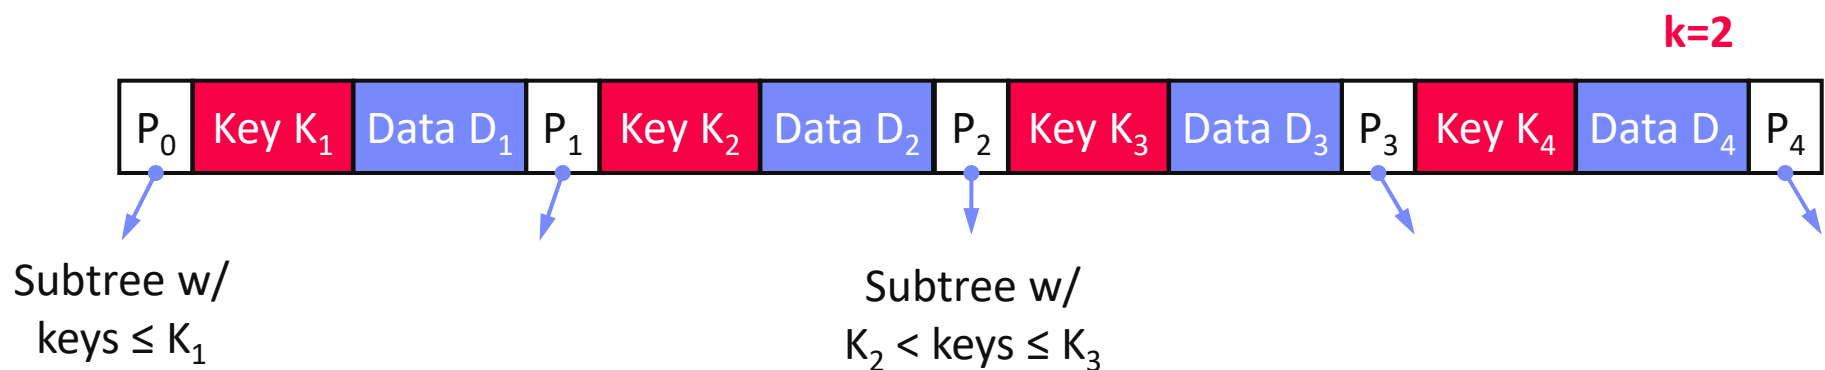 k=2
P₀ Key K₁ Data D₁ P₁ Key K₂ Data D₂ P₂ Key K₃ Data D₃ P₃ Key K₄ Data D₄ P₄
Subtree w/
keys ≤ K₁
Subtree w/
K₂ < keys ≤ K₃